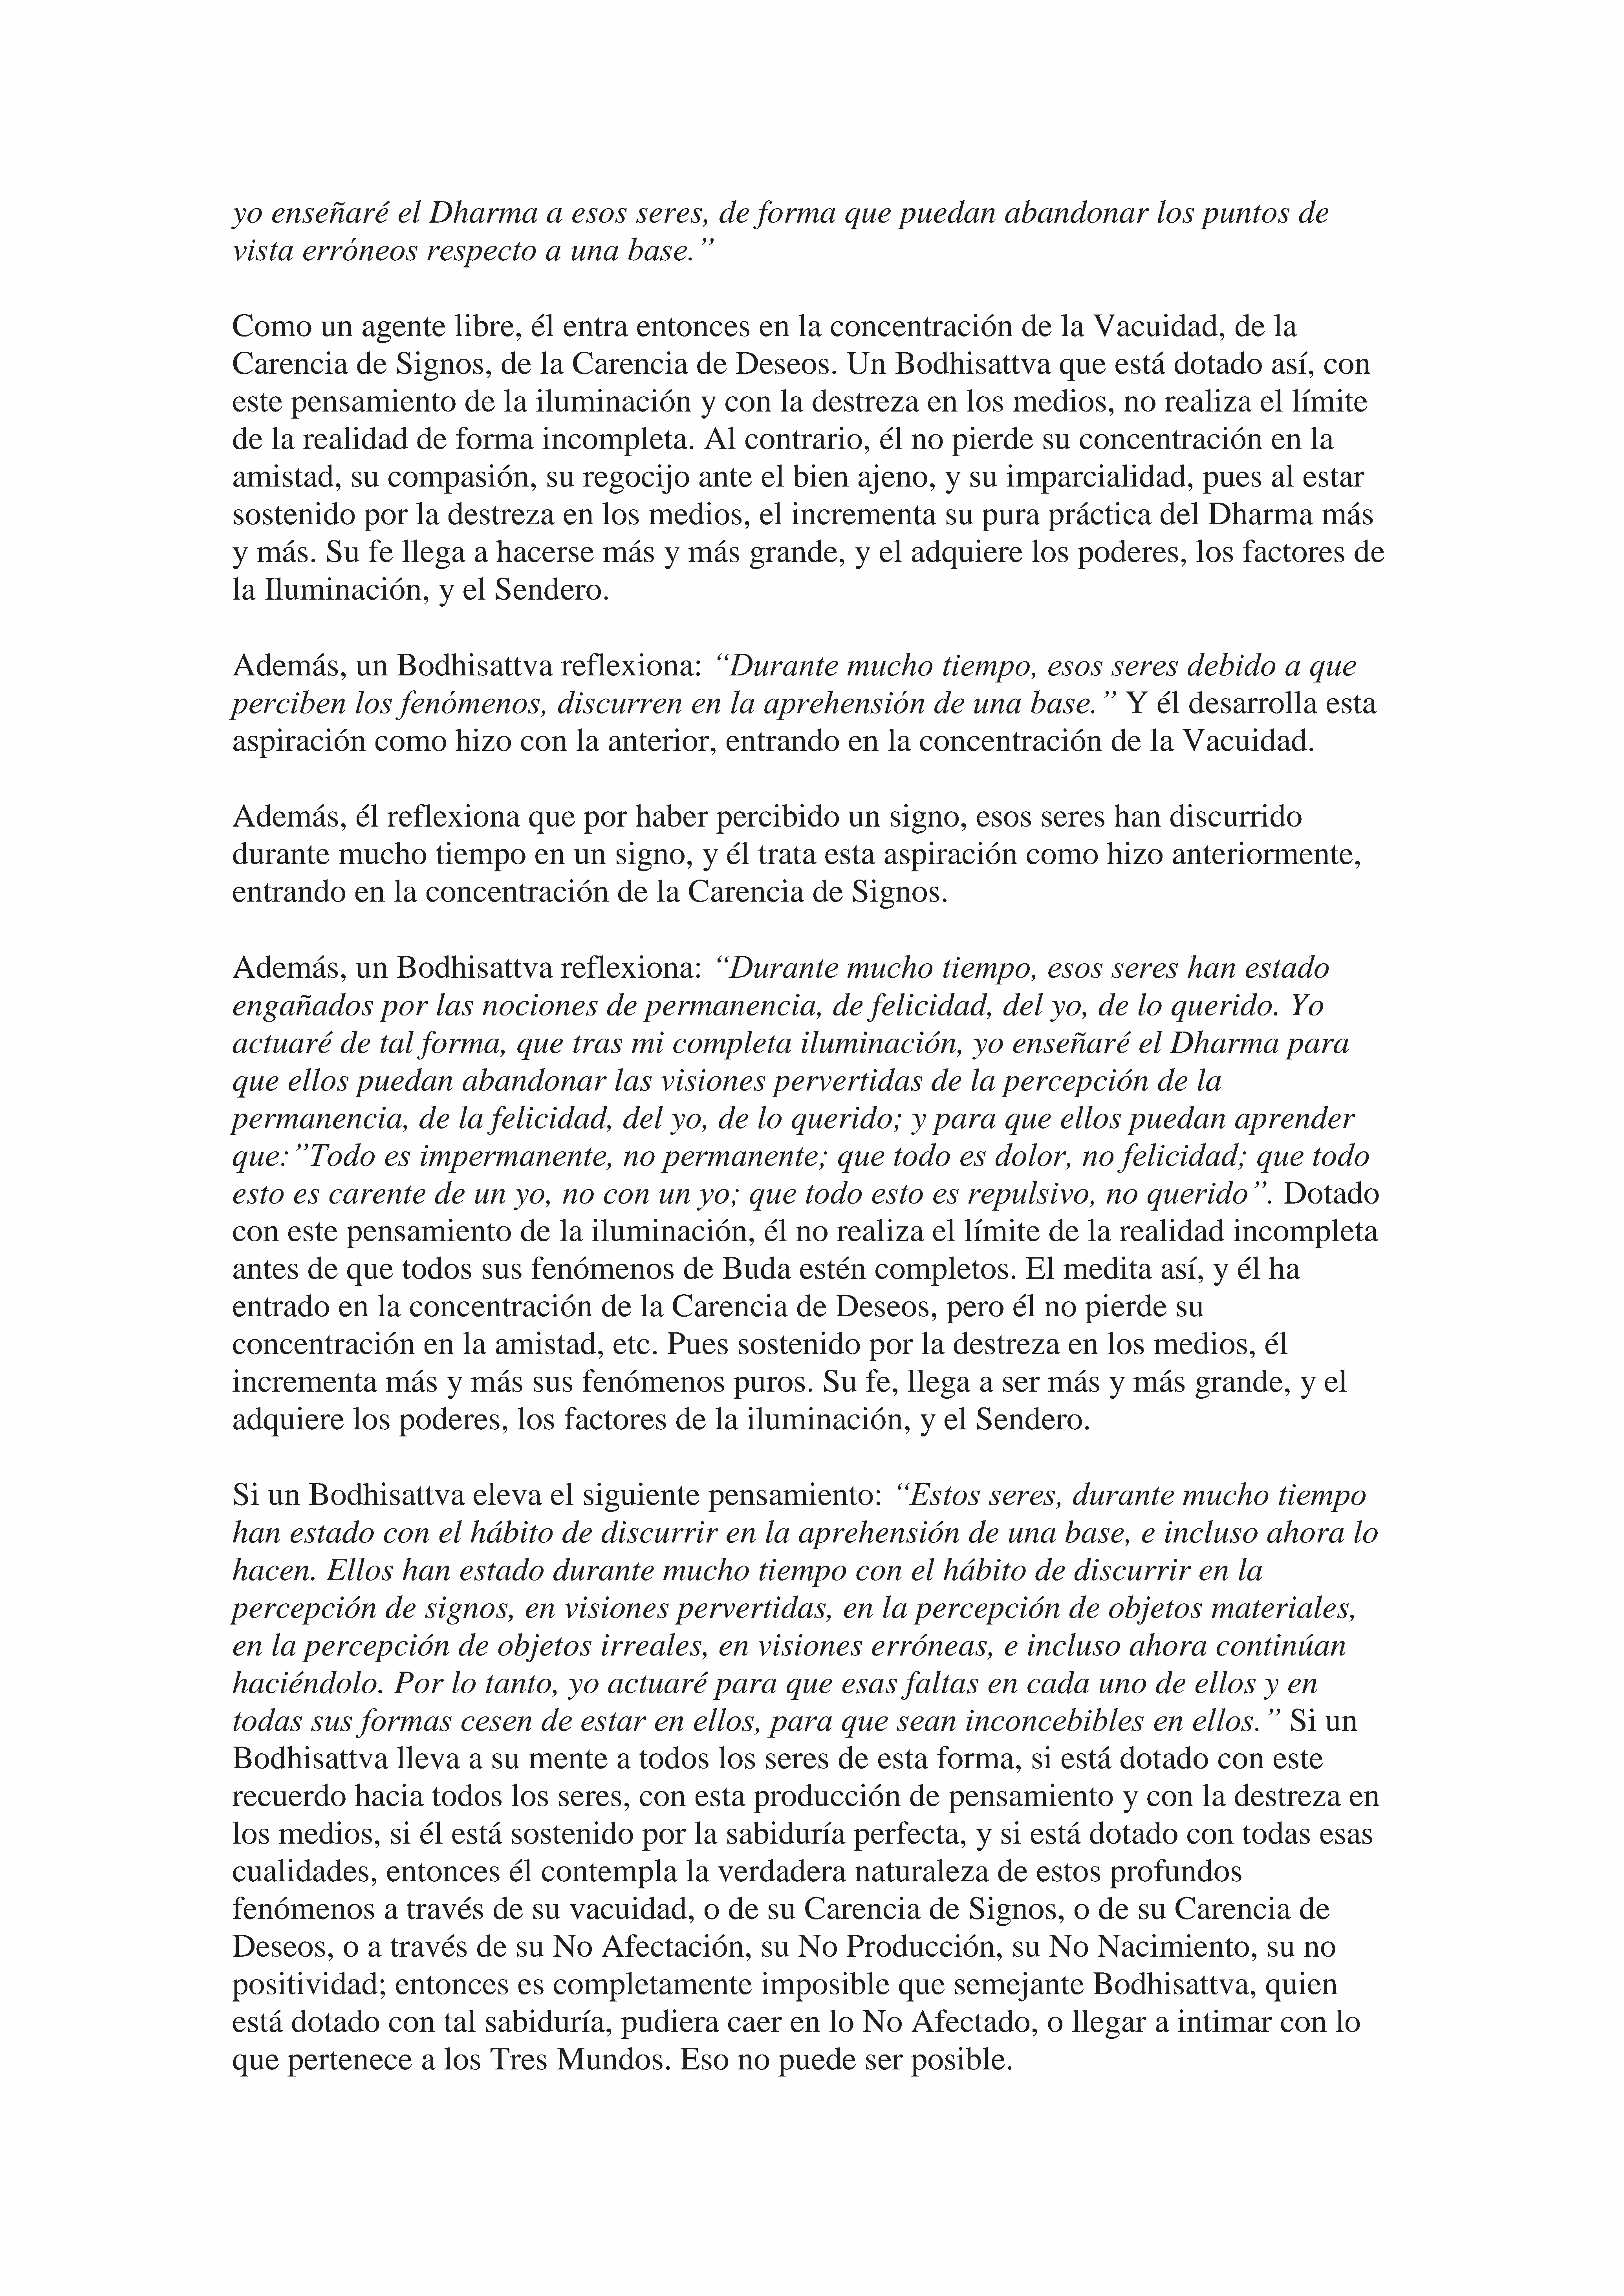 yo enseñaré el Dharma a esos seres, de forma que puedan abandonar los puntos de
vista erróneos respecto a una base.”
Como un agente libre, él entra entonces en la concentración de la Vacuidad, de la
Carencia de Signos, de la Carencia de Deseos. Un Bodhisattva que está dotado así, con
este pensamiento de la iluminación y con la destreza en los medios, no realiza el límite
de la realidad de forma incompleta. Al contrario, él no pierde su concentración en la
amistad, su compasión, su regocijo ante el bien ajeno, y su imparcialidad, pues al estar
sostenido por la destreza en los medios, el incrementa su pura práctica del Dharma más
y más. Su fe llega a hacerse más y más grande, y el adquiere los poderes, los factores de
la Iluminación, y el Sendero.
Además, un Bodhisattva reflexiona: “Durante mucho tiempo, esos seres debido a que
perciben los fenómenos, discurren en la aprehensión de una base.” Y él desarrolla esta
aspiración como hizo con la anterior, entrando en la concentración de la Vacuidad.
Además, él reflexiona que por haber percibido un signo, esos seres han discurrido
durante mucho tiempo en un signo, y él trata esta aspiración como hizo anteriormente,
entrando en la concentración de la Carencia de Signos.
Además, un Bodhisattva reflexiona: “Durante mucho tiempo, esos seres han estado
engañados por las nociones de permanencia, de felicidad, del yo, de lo querido. Yo
actuaré de tal forma, que tras mi completa iluminación, yo enseñaré el Dharma para
que ellos puedan abandonar las visiones pervertidas de la percepción de la
permanencia, de la felicidad, del yo, de lo querido; y para que ellos puedan aprender
que:”Todo es impermanente, no permanente; que todo es dolor, no felicidad; que todo
esto es carente de un yo, no con un yo; que todo esto es repulsivo, no querido”. Dotado
con este pensamiento de la iluminación, él no realiza el límite de la realidad incompleta
antes de que todos sus fenómenos de Buda estén completos. El medita así, y él ha
entrado en la concentración de la Carencia de Deseos, pero él no pierde su
concentración en la amistad, etc. Pues sostenido por la destreza en los medios, él
incrementa más y más sus fenómenos puros. Su fe, llega a ser más y más grande, y el
adquiere los poderes, los factores de la iluminación, y el Sendero.
Si un Bodhisattva eleva el siguiente pensamiento: “Estos seres, durante mucho tiempo
han estado con el hábito de discurrir en la aprehensión de una base, e incluso ahora lo
hacen. Ellos han estado durante mucho tiempo con el hábito de discurrir en la
percepción de signos, en visiones pervertidas, en la percepción de objetos materiales,
en la percepción de objetos irreales, en visiones erróneas, e incluso ahora continúan
haciéndolo. Por lo tanto, yo actuaré para que esas faltas en cada uno de ellos y en
todas sus formas cesen de estar en ellos, para que sean inconcebibles en ellos.” Si un
Bodhisattva lleva a su mente a todos los seres de esta forma, si está dotado con este
recuerdo hacia todos los seres, con esta producción de pensamiento y con la destreza en
los medios, si él está sostenido por la sabiduría perfecta, y si está dotado con todas esas
cualidades, entonces él contempla la verdadera naturaleza de estos profundos
fenómenos a través de su vacuidad, o de su Carencia de Signos, o de su Carencia de
Deseos, o a través de su No Afectación, su No Producción, su No Nacimiento, su no
positividad; entonces es completamente imposible que semejante Bodhisattva, quien
está dotado con tal sabiduría, pudiera caer en lo No Afectado, o llegar a intimar con lo
que pertenece a los Tres Mundos. Eso no puede ser posible.